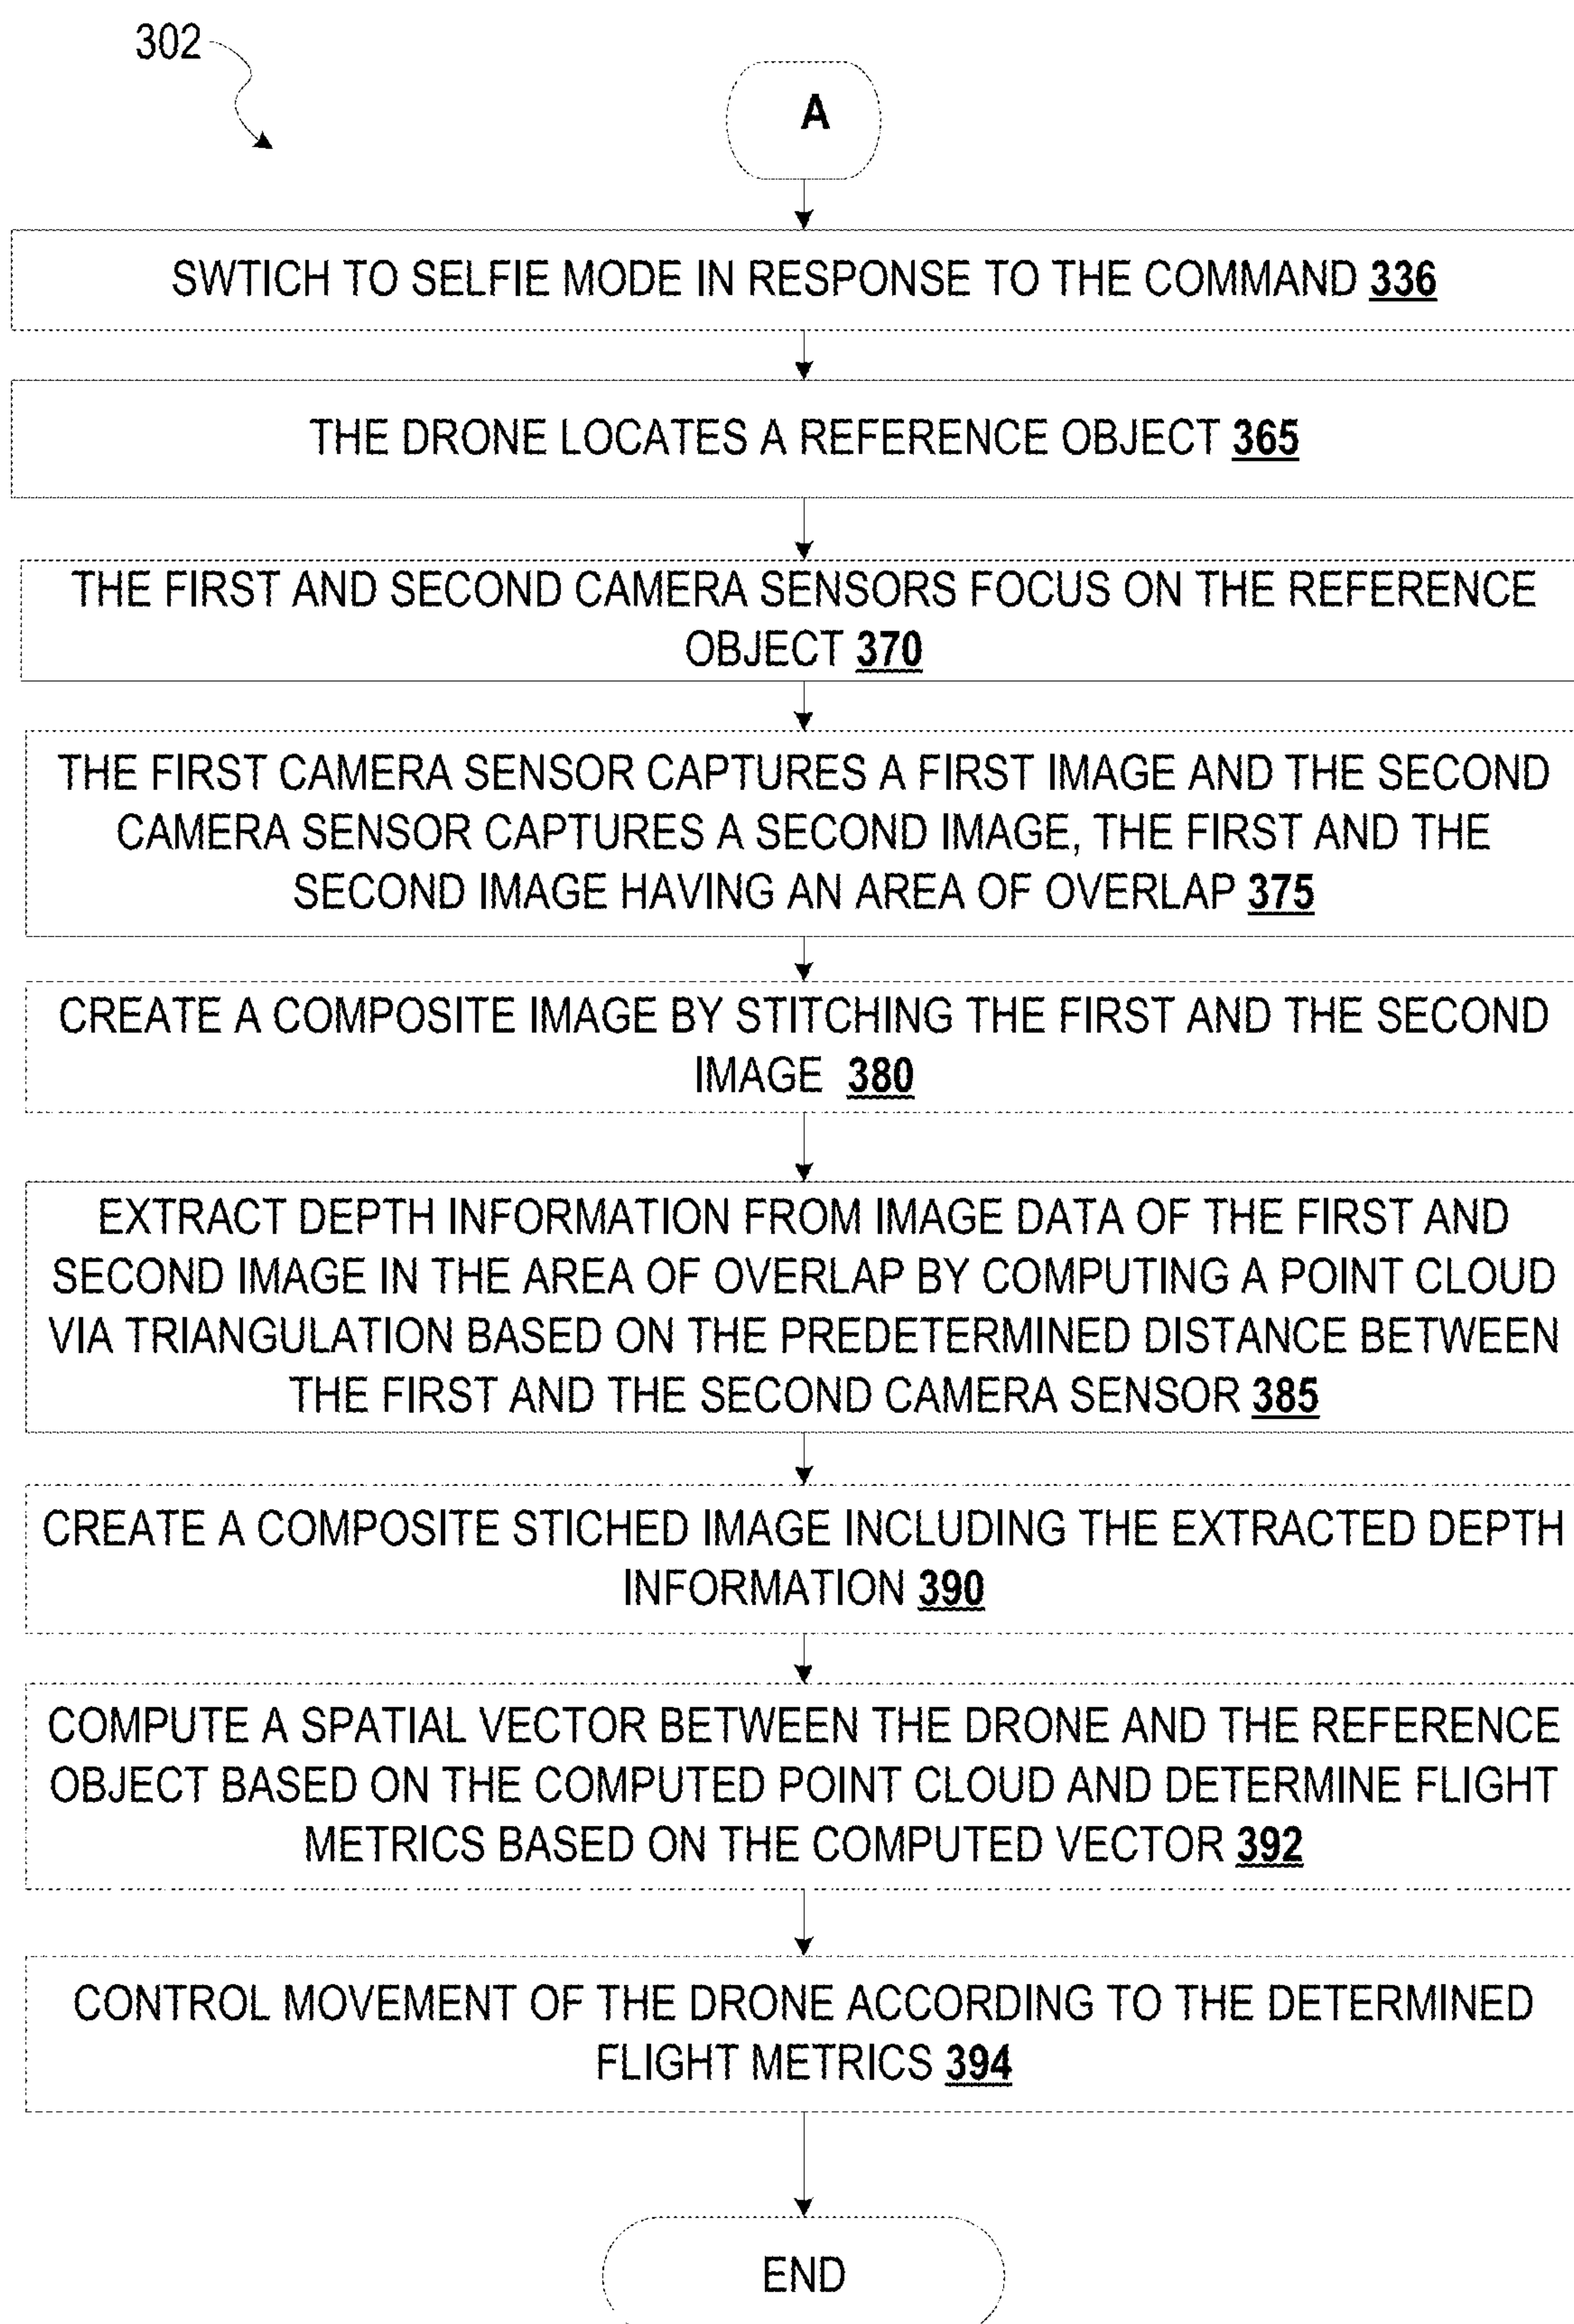 302
A
SWTICH TO SELFIE MODE IN RESPONSE TO THE COMMAND 336
THE DRONE LOCATES A REFERENCE OBJECT 365
THE FIRST AND SECOND CAMERA SENSORS FOCUS ON THE REFERENCE
OBJECT 370
THE FIRST CAMERA SENSOR CAPTURES A FIRST IMAGE AND THE SECOND
CAMERA SENSOR CAPTURES A SECOND IMAGE, THE FIRST AND THE
SECOND IMAGE HAVING AN AREA OF OVERLAP 375
CREATE A COMPOSITE IMAGE BY STITCHING THE FIRST AND THE SECOND
IMAGE 380
EXTRACT DEPTH INFORMATION FROM IMAGE DATA OF THE FIRST AND
SECOND IMAGE IN THE AREA OF OVERLAP BY COMPUTING A POINT CLOUD
VIA TRIANGULATION BASED ON THE PREDETERMINED DISTANCE BETWEEN
THE FIRST AND THE SECOND CAMERA SENSOR 385
CREATE A COMPOSITE STICHED IMAGE INCLUDING THE EXTRACTED DEPTH
INFORMATION 390
COMPUTE A SPATIAL VECTOR BETWEEN THE DRONE AND THE REFERENCE
OBJECT BASED ON THE COMPUTED POINT CLOUD AND DETERMINE FLIGHT
METRICS BASED ON THE COMPUTED VECTOR 392
CONTROL MOVEMENT OF THE DRONE ACCORDING TO THE DETERMINED
FLIGHT METRICS 394
END